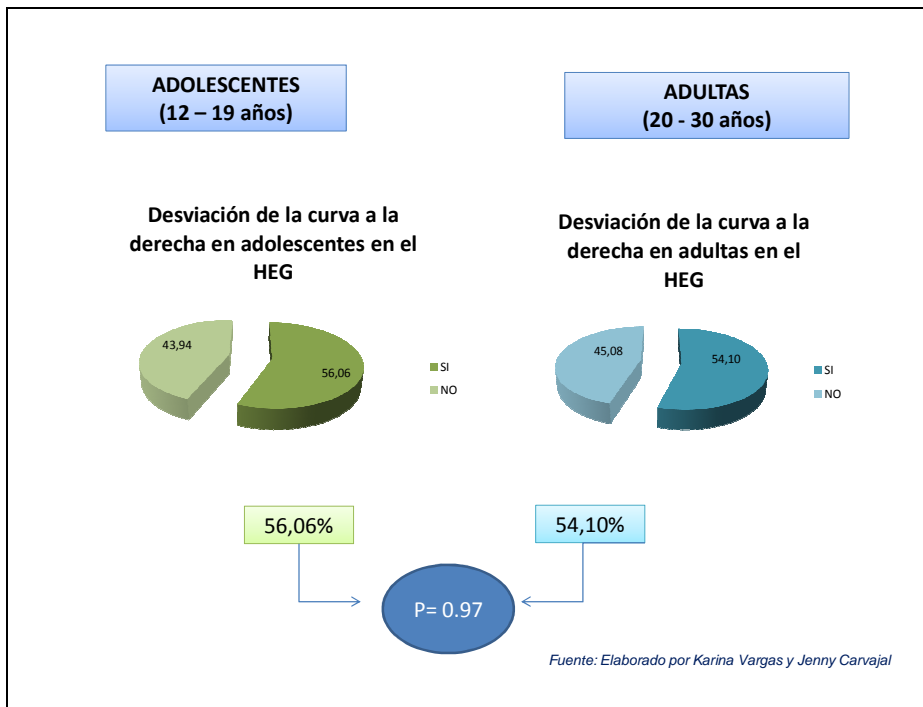 ADOLESCENTES
(12 – 19 años)
ADULTAS
(20 - 30 años)
Desviación de la curva a la
derecha en adolescentes en el
HEG
43,94
56,06
SI
NO
Desviación de la curva a la
derecha en adultas en el
HEG
45,08
54,10
SI
NO
56,06%
54,10%
P= 0.97
Fuente: Elaborado por Karina Vargas y Jenny Carvajal